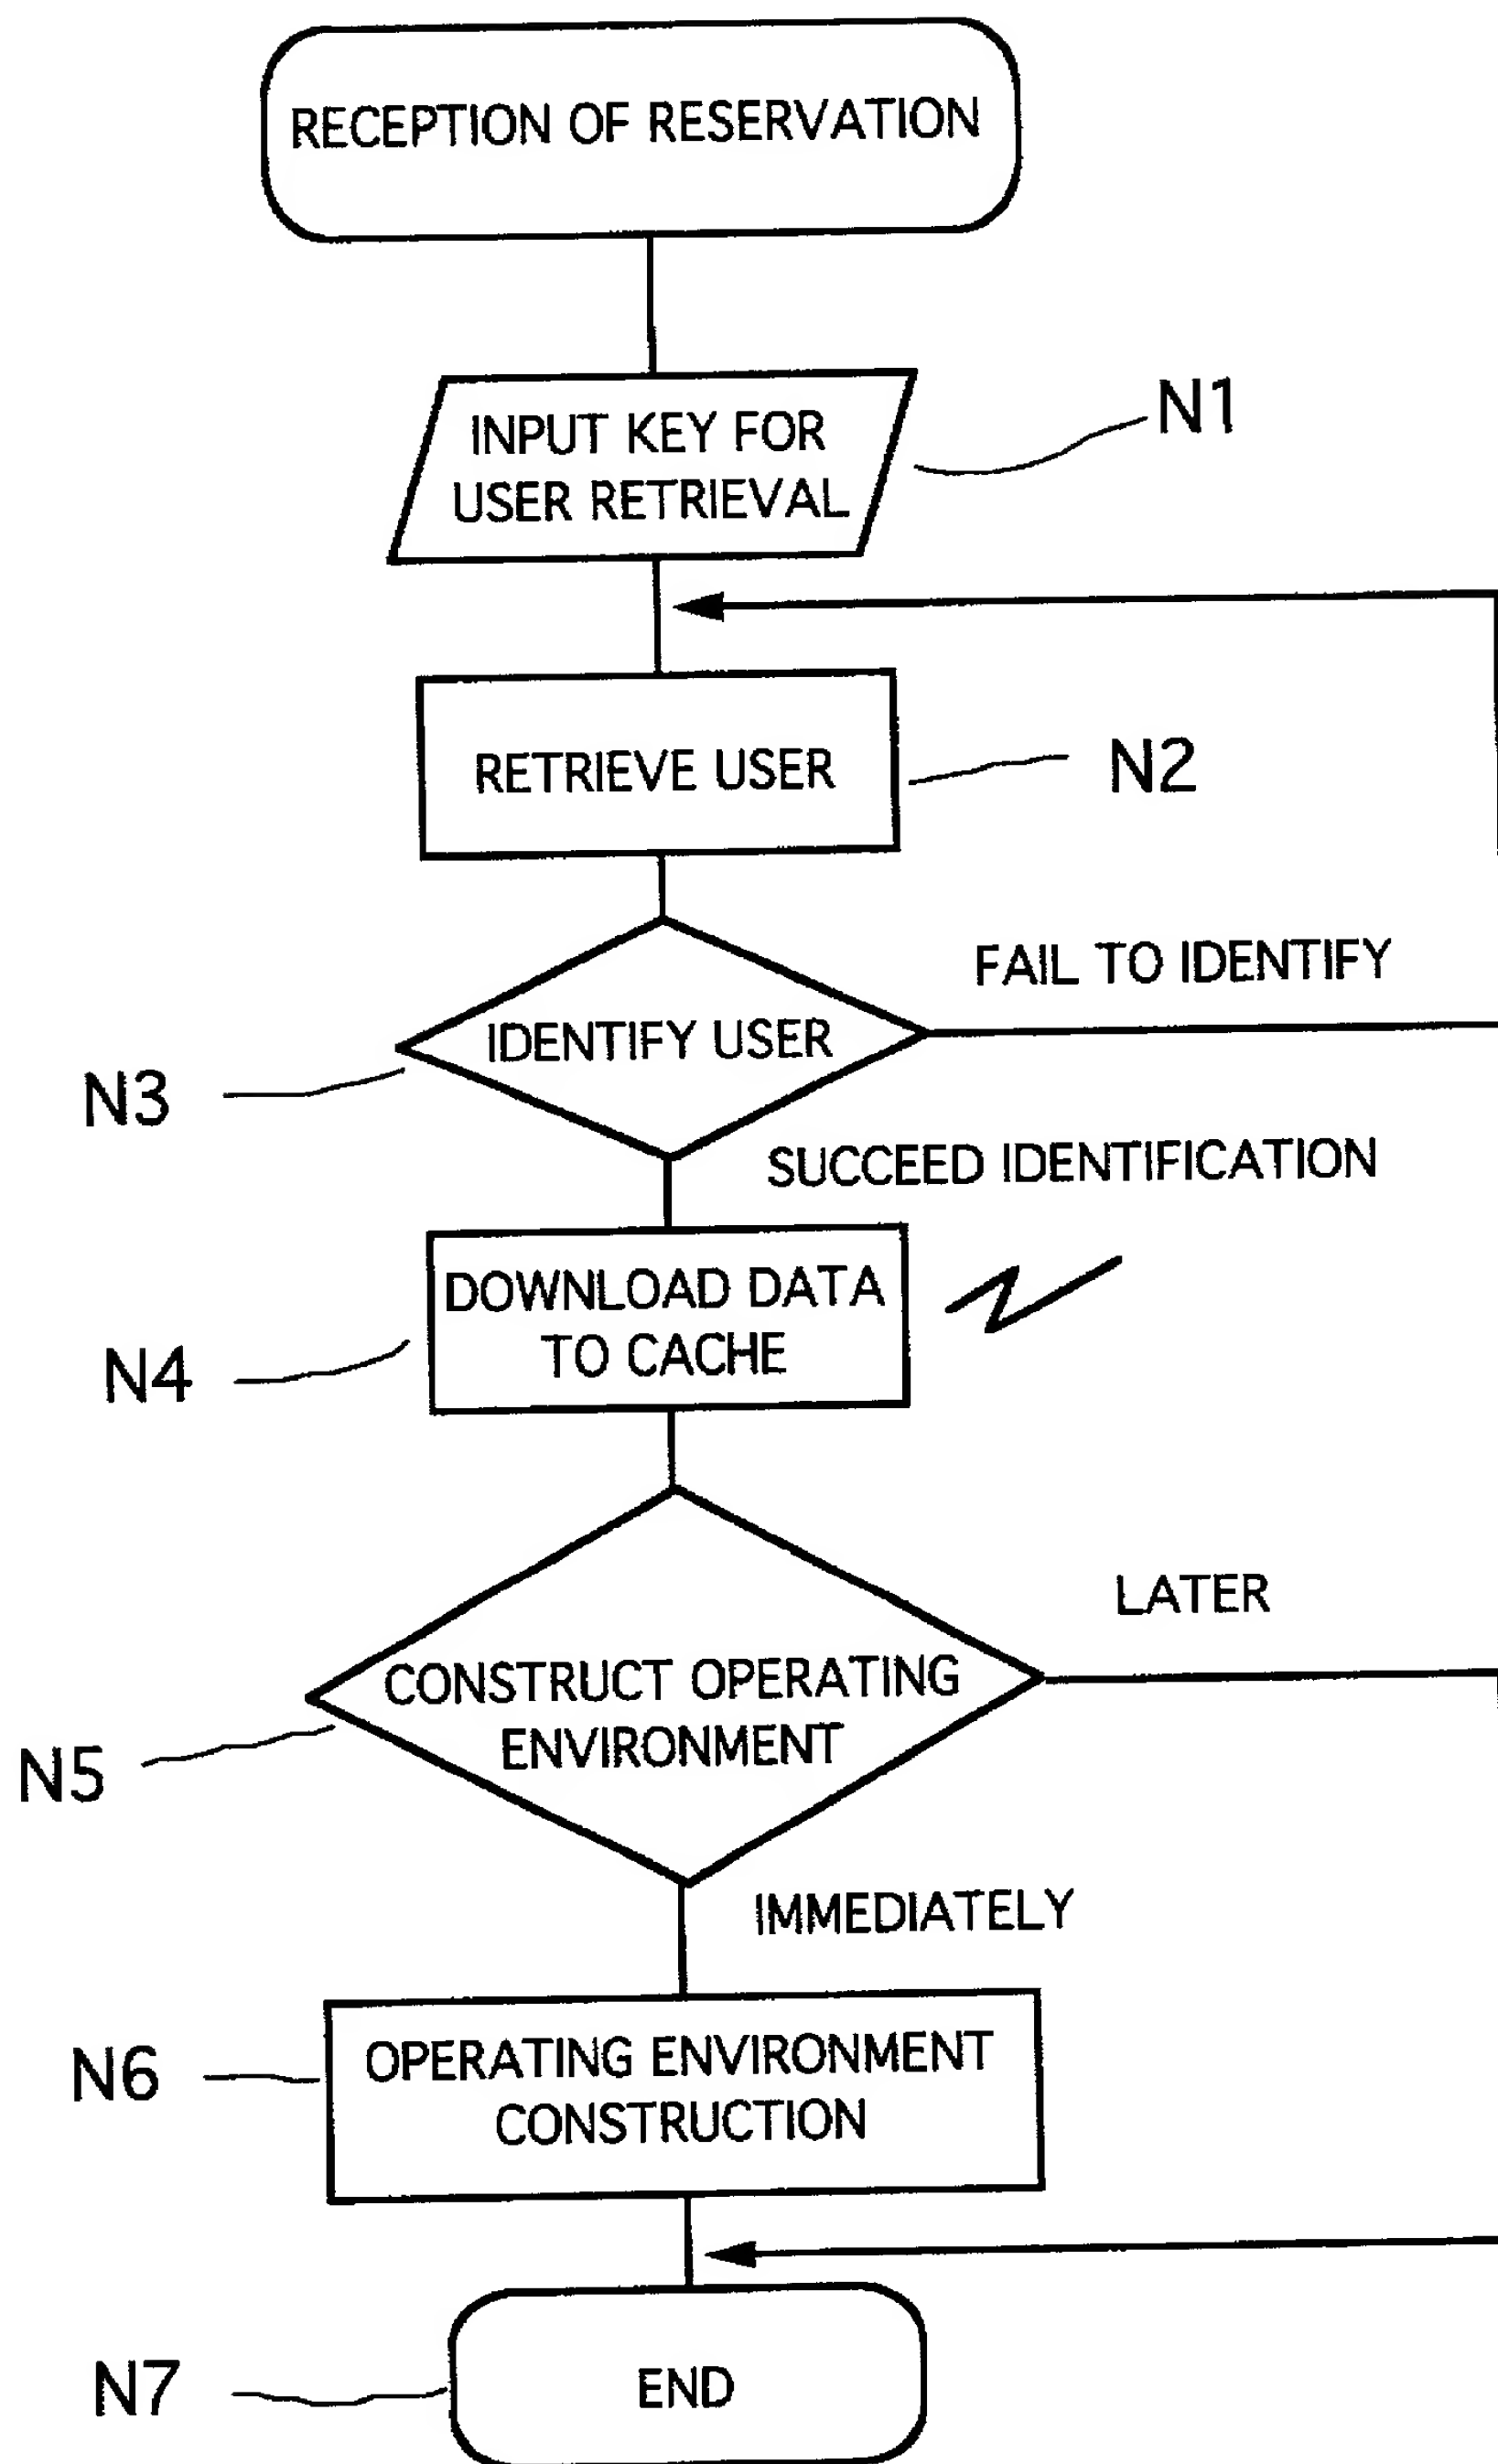 RECEPTION OF RESERVATION
INPUT KEY FOR
USER RETRIEVAL
N1
RETRIEVE USER
N2
FAIL TO IDENTIFY
IDENTIFY USER
N3
SUCCEED IDENTIFICATION
DOWNLOAD DATA
TO CACHE
N4
LATER
CONSTRUCT OPERATING
ENVIRONMENT
N5
IMMEDIATELY
OPERATING ENVIRONMENT
CONSTRUCTION
N6
END
N7